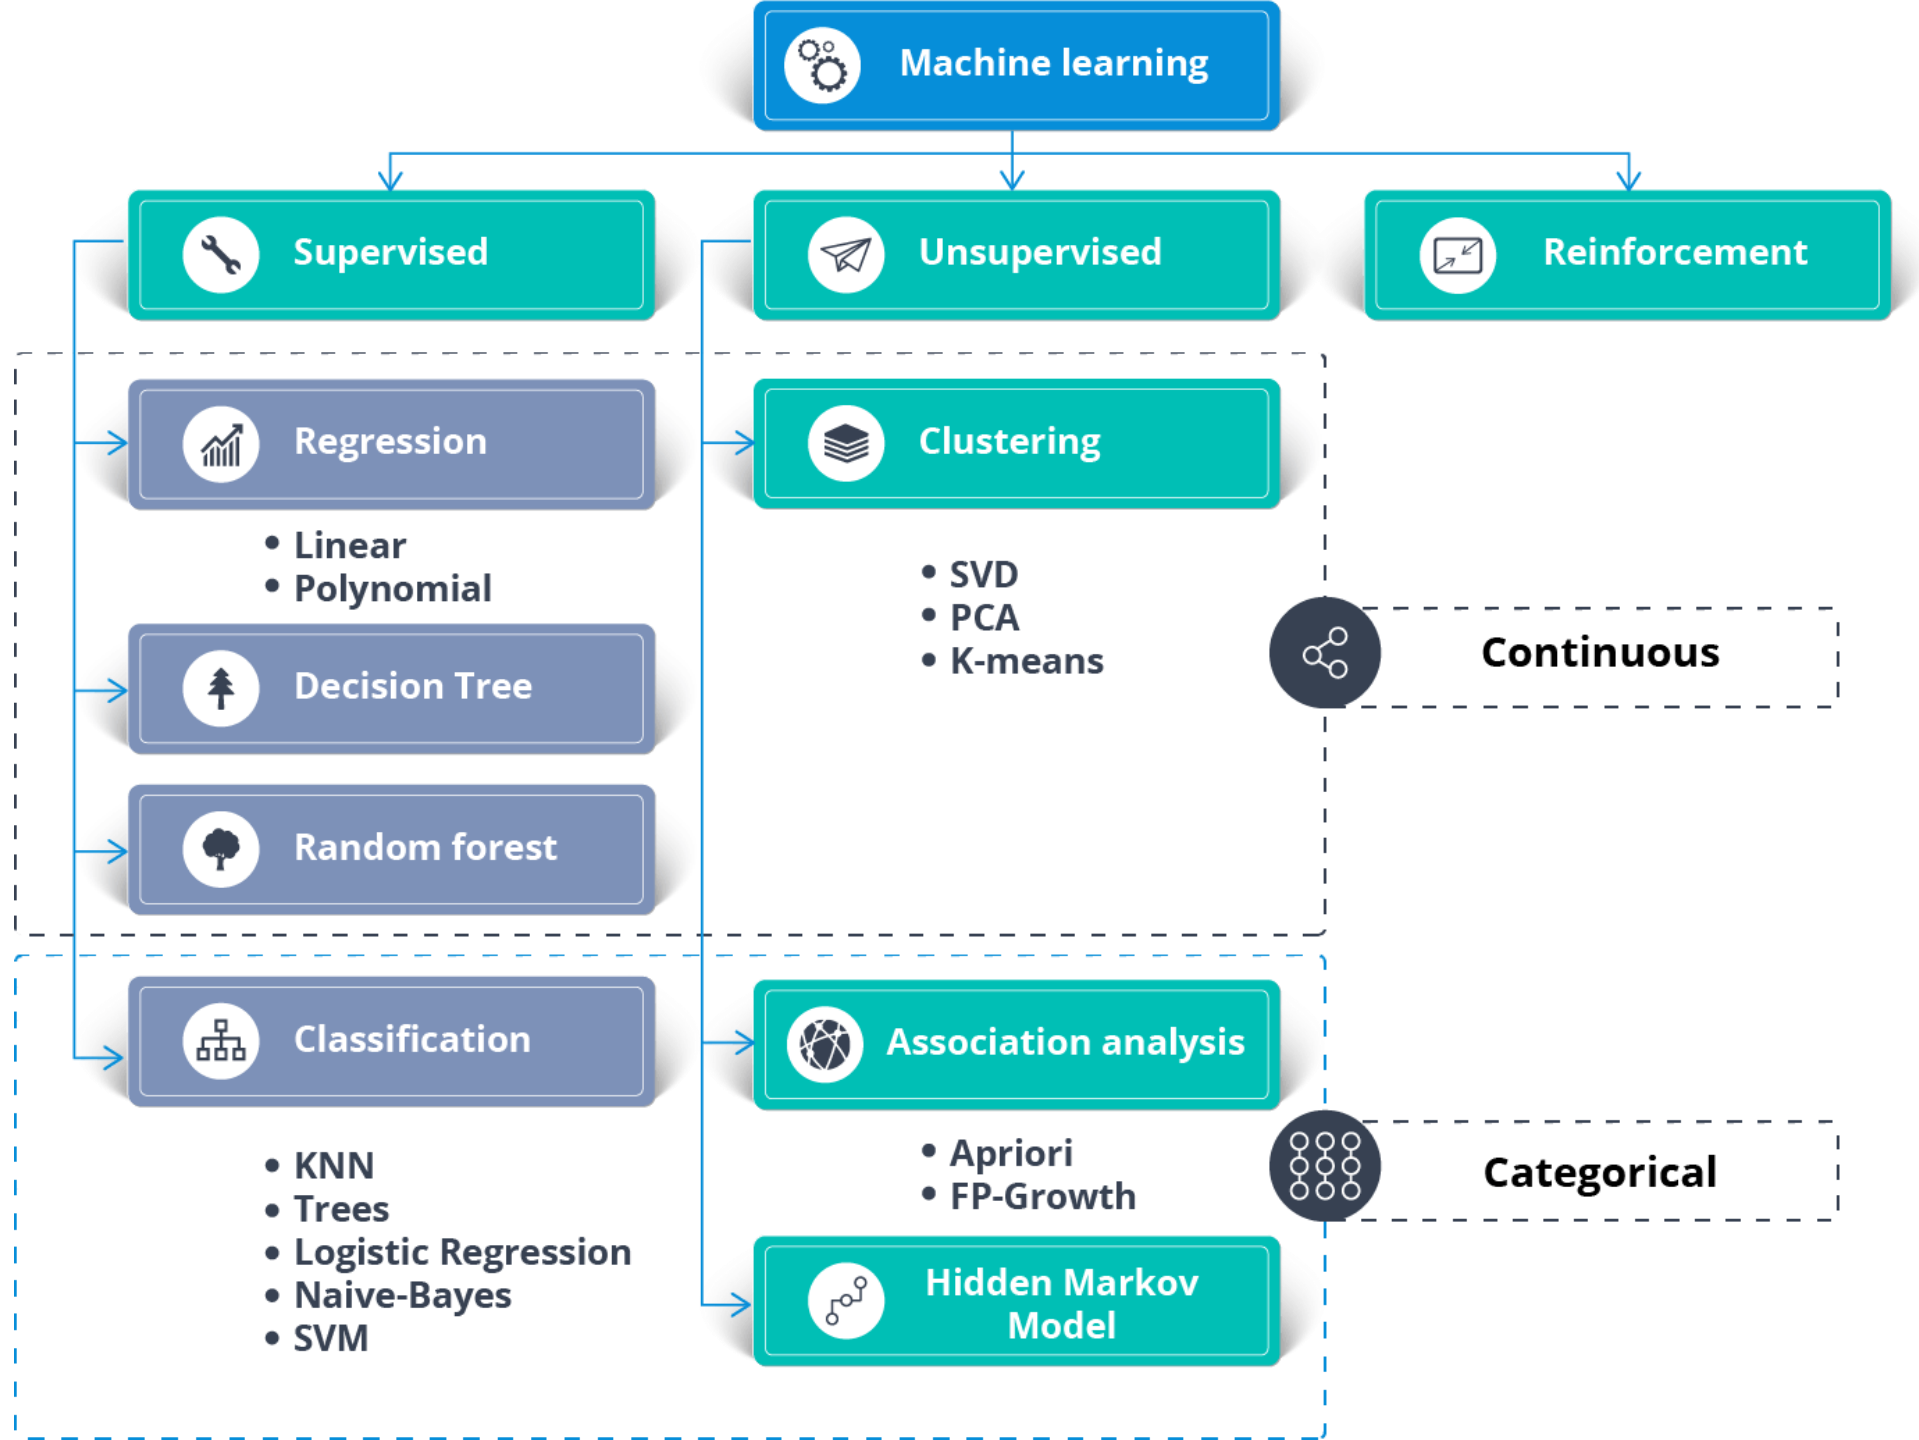 Machine learning
Supervised
Unsupervised
Reinforcement
Regression
• Linear
• Polynomial
Decision Tree
Random forest
Clustering
• SVD
• PCA
• K-means
Continuous
Classification
• KNN
• Trees
• Logistic Regression
• Naive-Bayes
• SVM
Association analysis
• Apriori
• FP-Growth
Hidden Markov
Model
Categorical